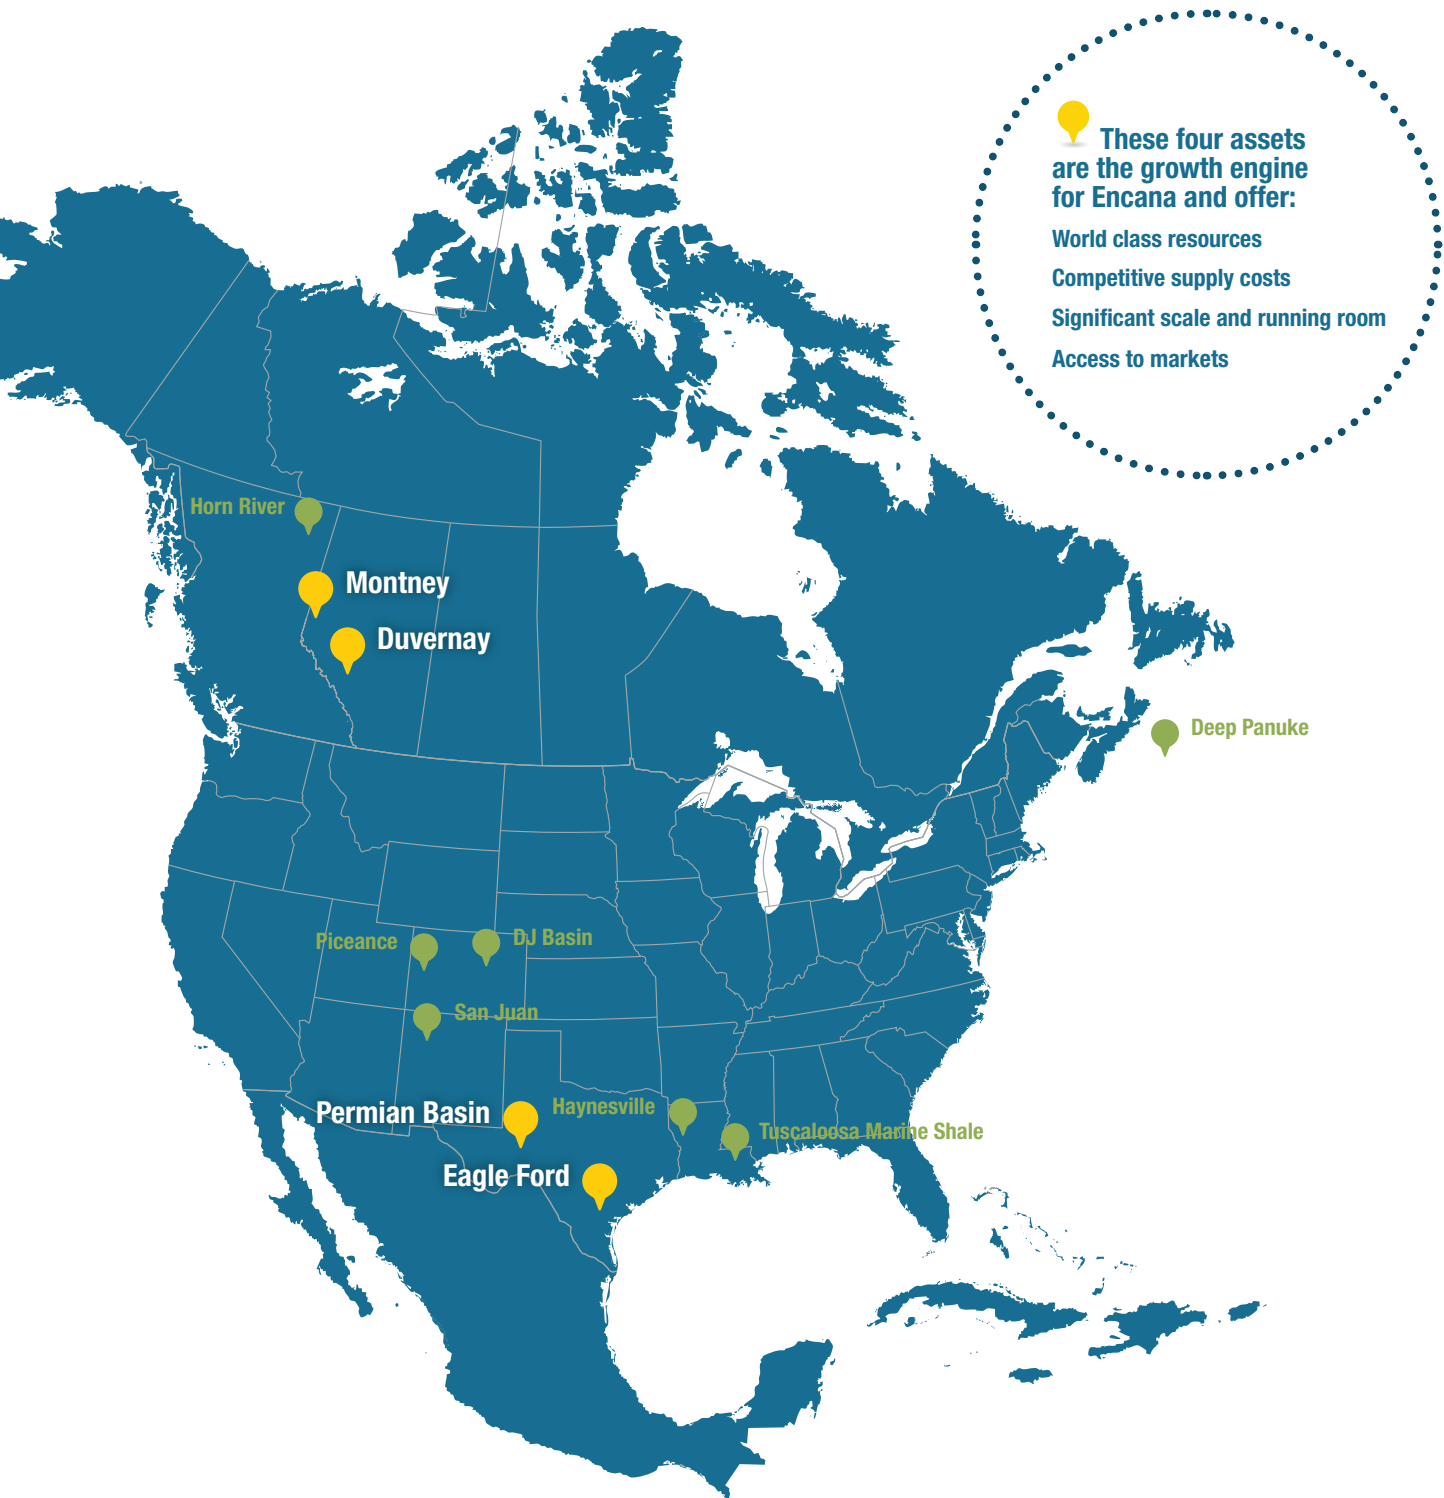 These four assets
are the growth engine
for Encana and offer:
World class resources
Competitive supply costs
Significant scale and running room
Access to markets
Horn River
Montney
Duvernay
Deep Panuke
Piceance
DJ Basin
San Juan
Permian Basin
Haynesville
Tuscaloosa Marine Shale
Eagle Ford